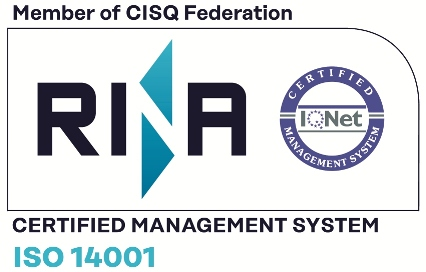 Member of CISQ Federation
RINA
CERTIFIED
IQNet
MANAGEMENT SYSTEM
CERTIFIED MANAGEMENT SYSTEM
ISO 14001